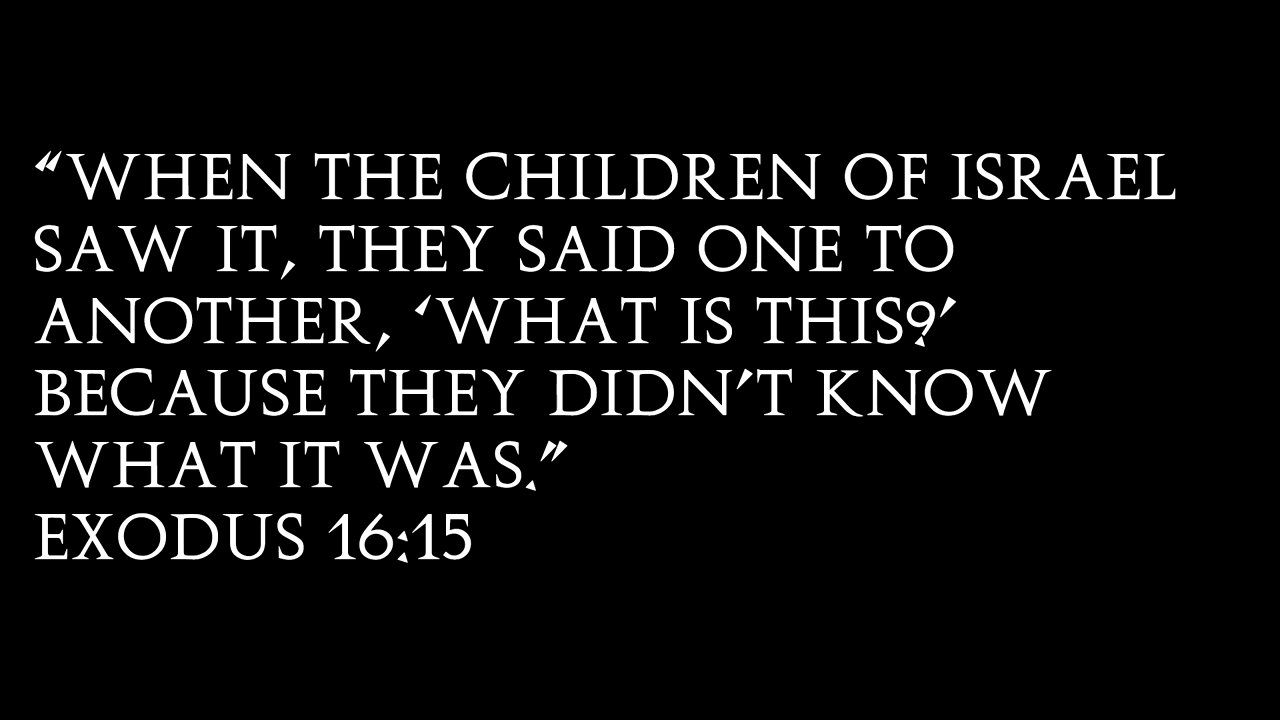 “WHEN THE CHILDREN OF ISRAEL
SAW IT, THEY SAID ONE TO
ANOTHER, ‘WHAT IS THIS?’
BECAUSE THEY DIDN’T KNOW
WHAT IT WAS.”
EXODUS 16:15